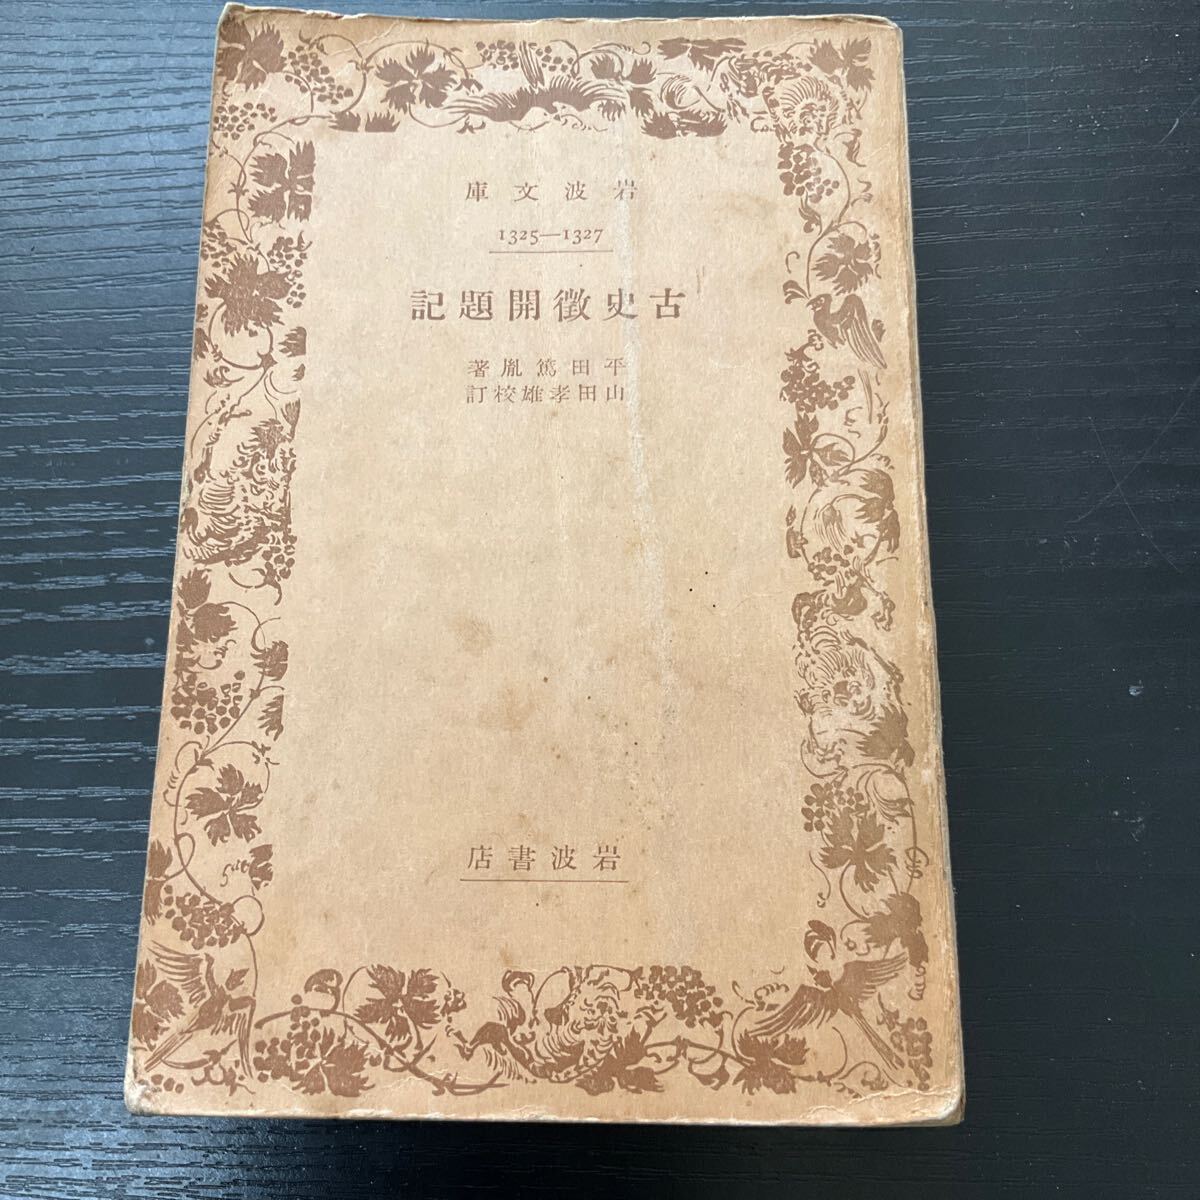 岩波文庫
1325—1327
古史徴開題記
平田篤胤著
山田孝雄校訂
岩波書店